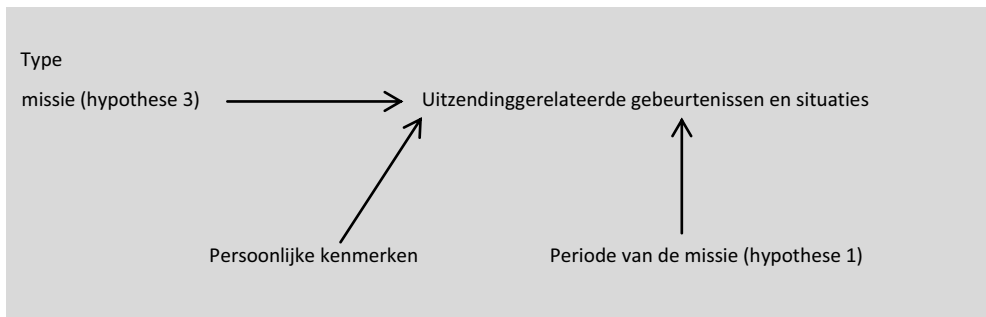 Type
missie (hypothese 3)
Uitzendinggerelateerde gebeurtenissen en situaties
Persoonlijke kenmerken
Periode van de missie (hypothese 1)